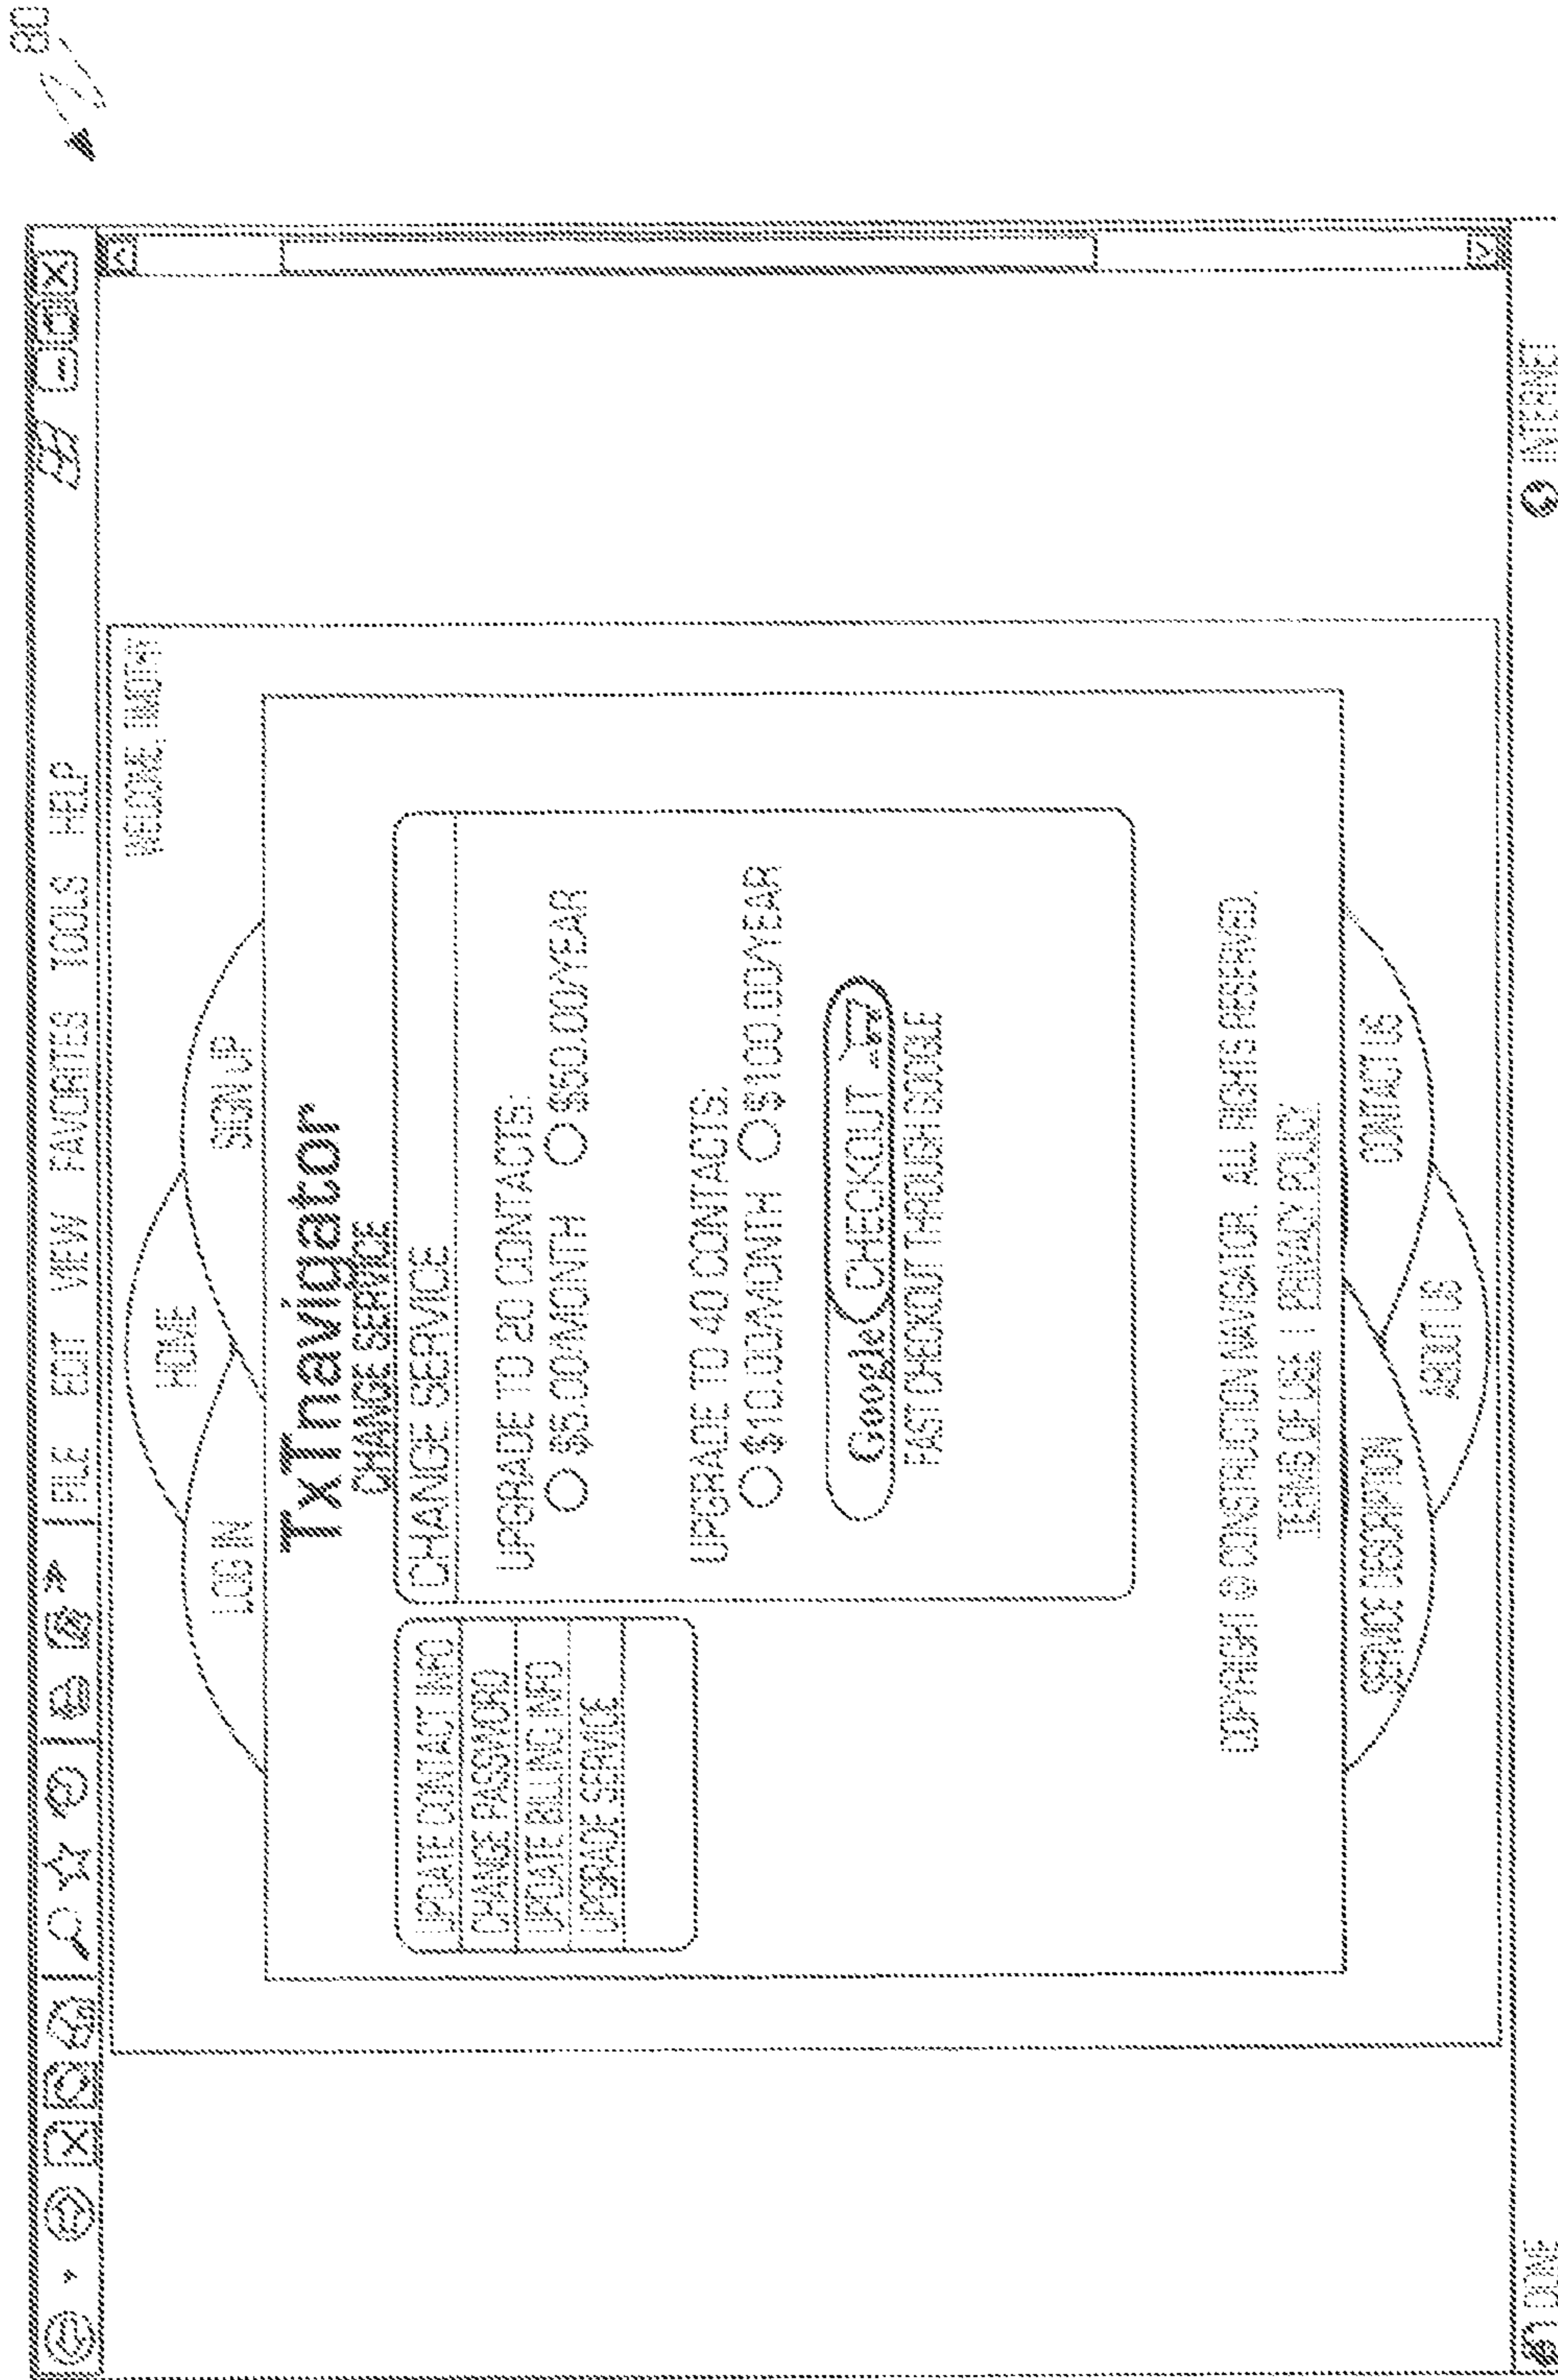 80
FILE EDIT VIEW FAVORITES TOOLS HELP
HOME
LOG IN
SIGN UP
WELCOME,
TxTnavigator
CHANGE SERVICE
UPDATE CONTACT INFO
CHANGE PASSWORD
UPDATE BILLING INFO
UPGRADE SERVICE
CHANGE SERVICE
UPGRADE TO 20 CONTACTS:
$5.00/MONTH $50.00/YEAR
UPGRADE TO 40 CONTACTS:
$10.00/MONTH $100.00/YEAR
Google CHECKOUT
FAST CHECKOUT THROUGH GOOGLE
COPYRIGHT © CONSTRUCTION NAVIGATOR. ALL RIGHTS RESERVED.
TERMS OF USE | PRIVACY POLICY
SERVICE DESCRIPTION
CONTACT US
ABOUT US
DONE
INTERNET